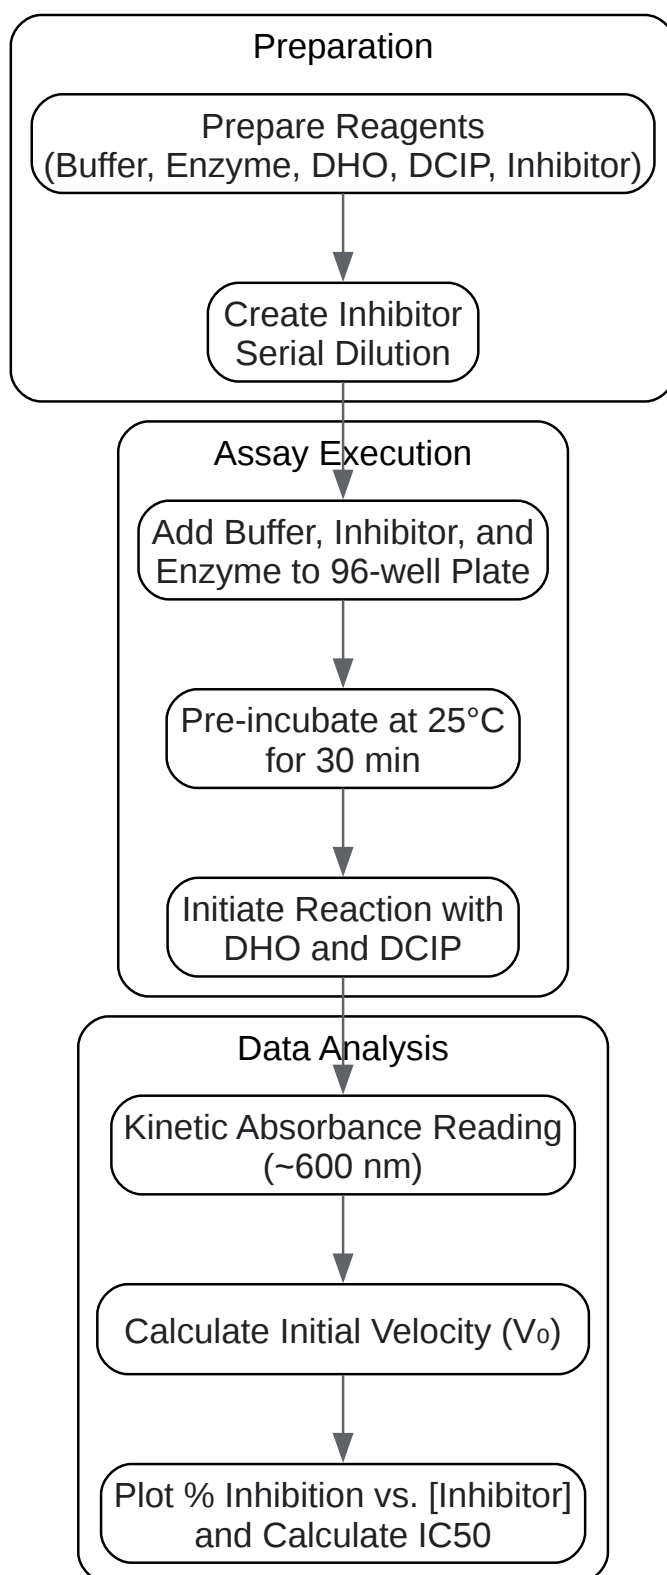 Preparation
Prepare Reagents
(Buffer, Enzyme, DHO, DCIP, Inhibitor)
Create Inhibitor
Serial Dilution
Assay Execution
Add Buffer, Inhibitor, and
Enzyme to 96-well Plate
Pre-incubate at 25°C
for 30 min
Initiate Reaction with
DHO and DCIP
Data Analysis
Kinetic Absorbance Reading
(~600 nm)
Calculate Initial Velocity (V₀)
Plot % Inhibition vs. [Inhibitor]
and Calculate IC50